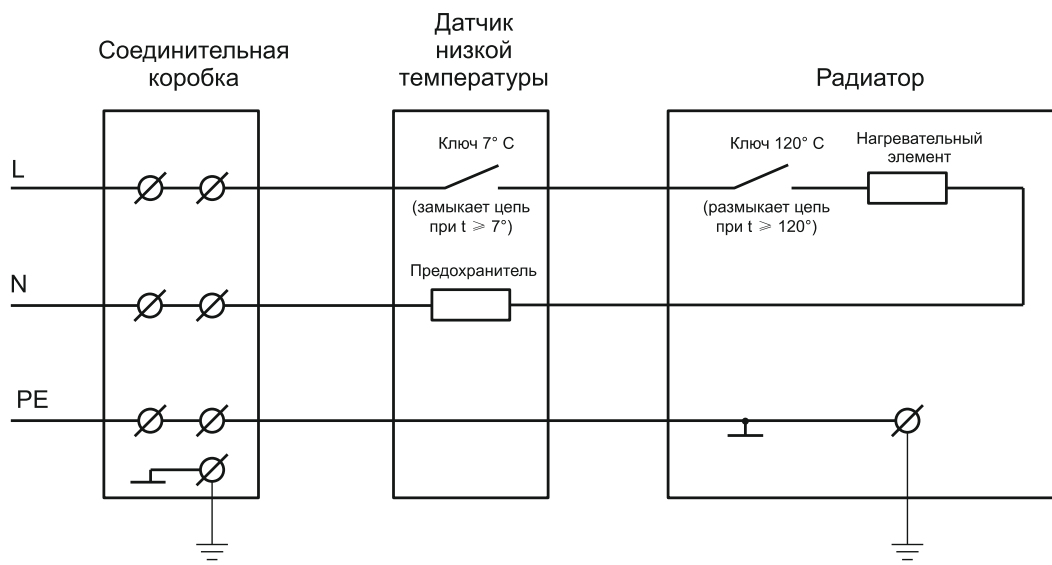 Соединительная
коробка
Датчик
низкой
температуры
Радиатор
L
Ключ 7° C
(замыкает цепь
при t ⩾ 7°)
Ключ 120° C
(размыкает цепь
при t ⩾ 120°)
Нагревательный
элемент
N
Предохранитель
PE